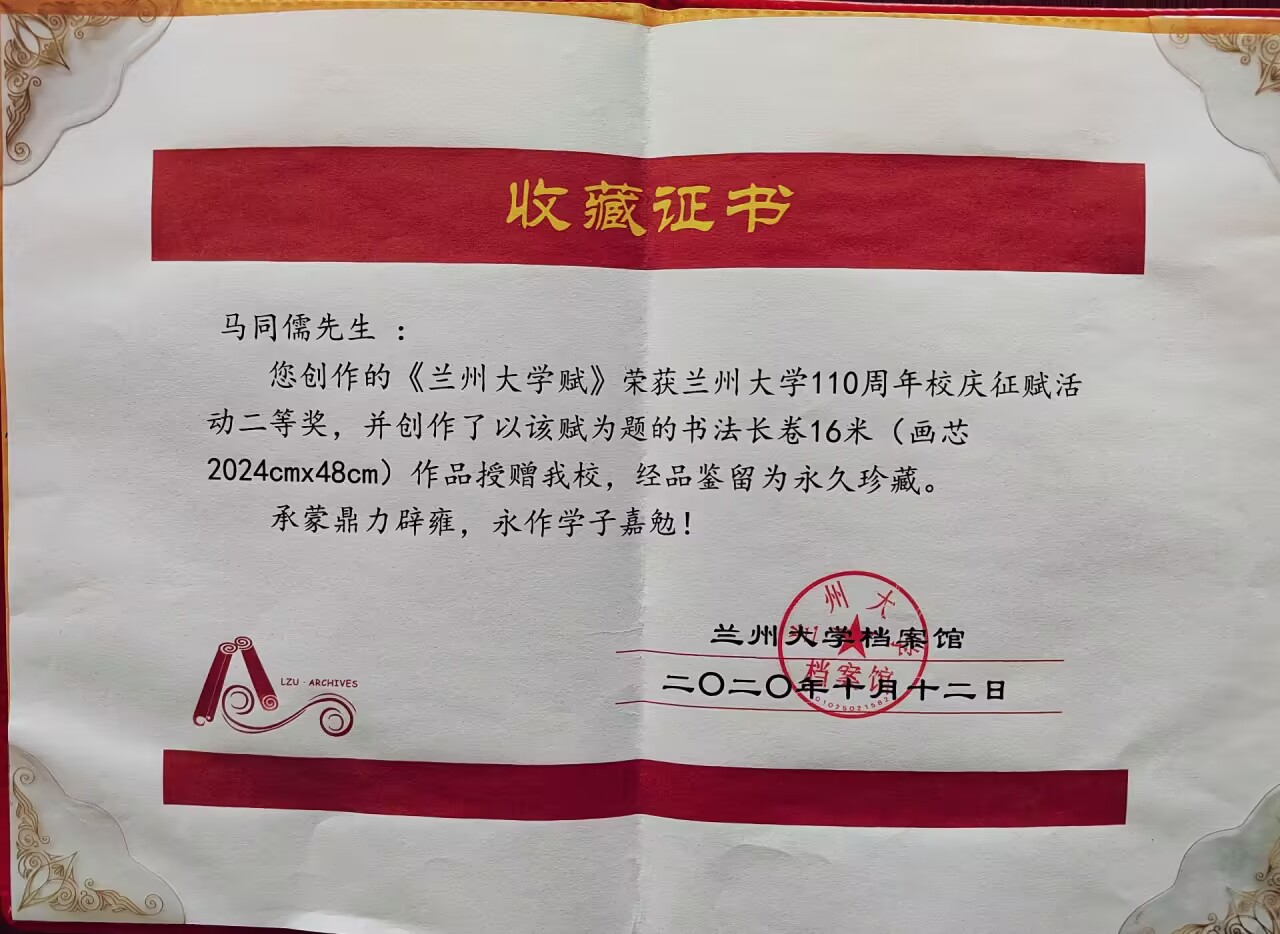 收藏证书
马同儒先生：
您创作的《兰州大学赋》荣获兰州大学110周年校庆征赋活
动二等奖，并创作了以该赋为题的书法长卷16米（画芯
2024cmx48cm）作品授赠我校，经品鉴留为永久珍藏。
承蒙鼎力辟雍，永作学子嘉勉！
兰州大学档案馆
二〇二〇年十月十二日
州大
档案馆
LZU · ARCHIVES